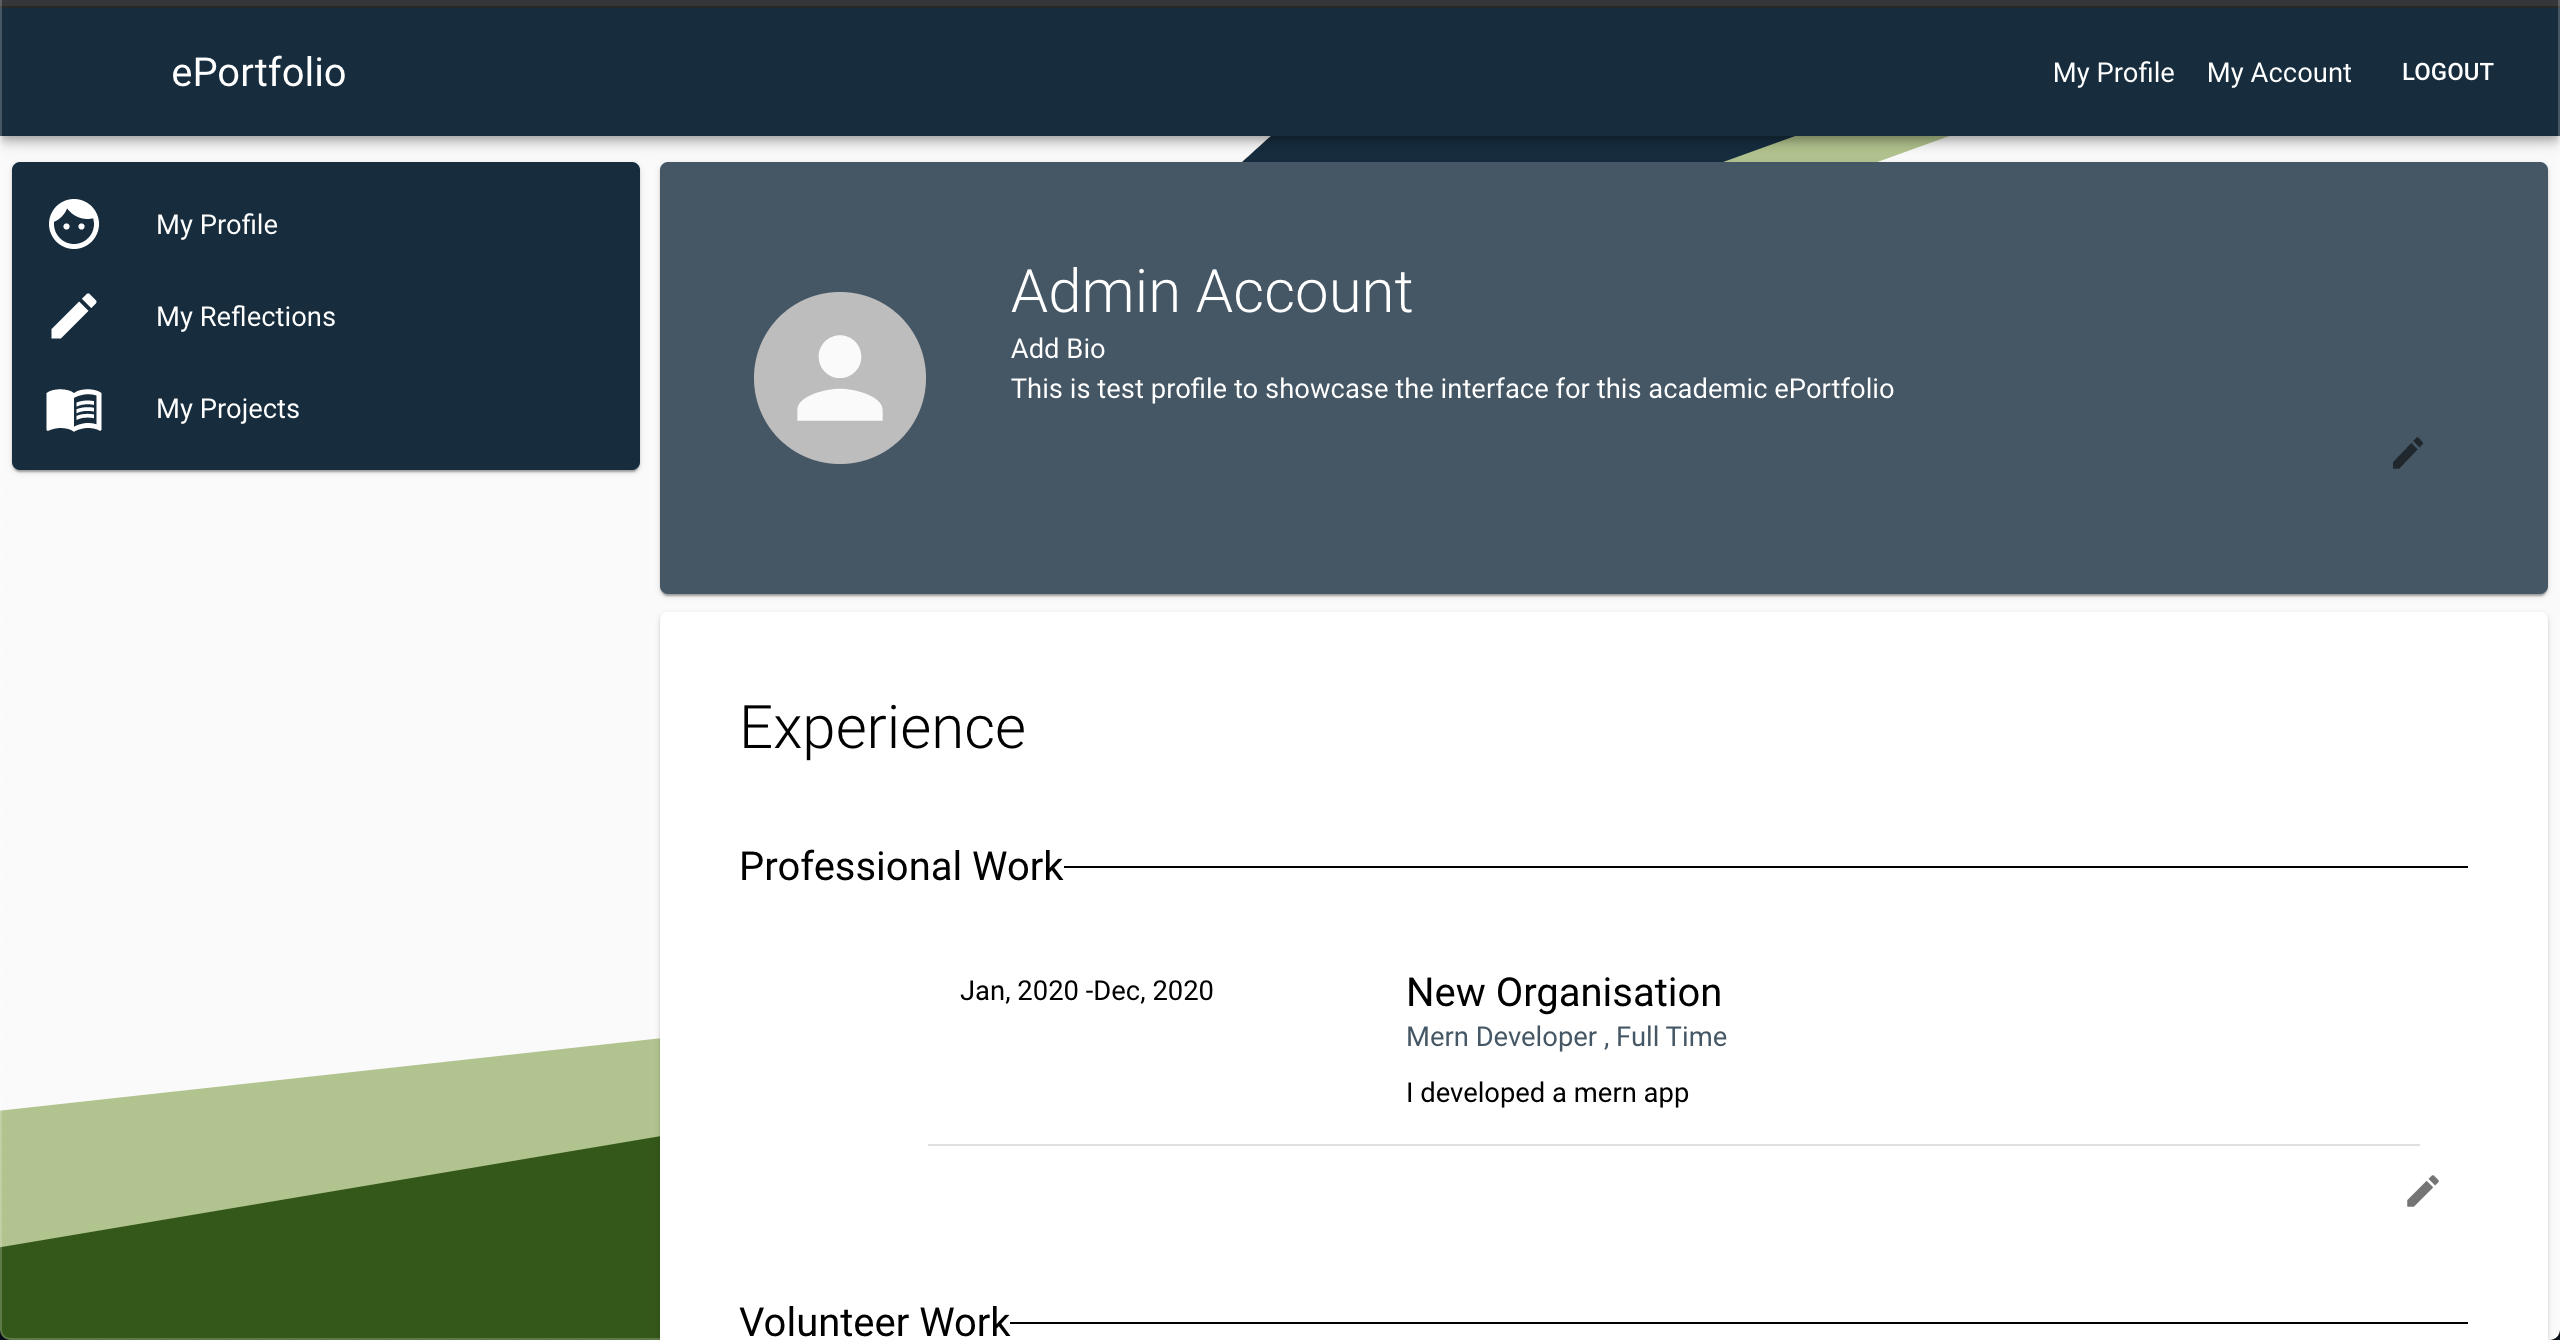 ePortfolio
My Profile My Account LOGOUT
My Profile
My Reflections
My Projects
Admin Account
Add Bio
This is test profile to showcase the interface for this academic ePortfolio
Experience
Professional Work
Jan, 2020 -Dec, 2020
New Organisation
Mern Developer , Full Time
I developed a mern app
Volunteer Work